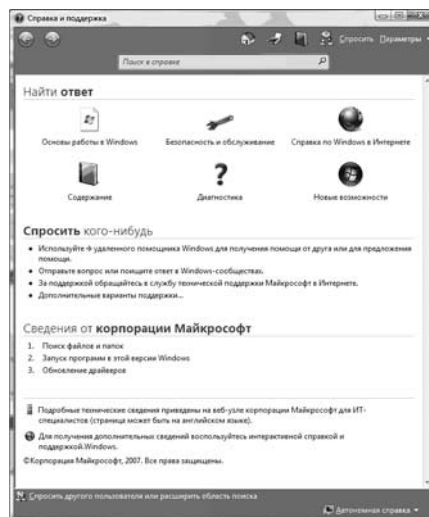 Справка и поддержка
Спросить Параметры
Поиск в справке
Найти ответ
Основы работы в Windows Безопасность и обслуживание Справка по Windows в Интернете
Содержание Диагностика Новые возможности
Спросить кого-нибудь
Используйте удаленного помощника Windows для получения помощи от друга или для предложения
помощи.
Отправьте вопрос или поищите ответ в Windows-сообществах.
За поддержкой обращайтесь в службу технической поддержки Майкрософт в Интернете.
Дополнительные варианты поддержки...
Сведения от корпорации Майкрософт
1. Поиск файлов и папок
2. Запуск программ в этой версии Windows
3. Обновление драйверов
Подробные технические сведения приведены на веб-узле корпорации Майкрософт для ИТ-
специалистов (страница может быть на английском языке).
Для получения дополнительных сведений воспользуйтесь интерактивной справкой и
поддержкой Windows.
©Корпорация Майкрософт, 2007. Все права защищены.
Спросить другого пользователя или расширить область поиска
Автономная справка